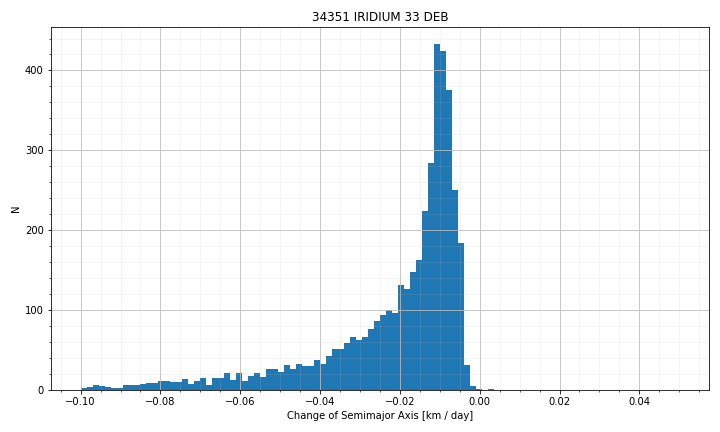 34351 IRIDIUM 33 DEB
400
300
N
200
100
0
−0.10 −0.08 −0.06 −0.04 −0.02 0.00 0.02 0.04
Change of Semimajor Axis [km / day]